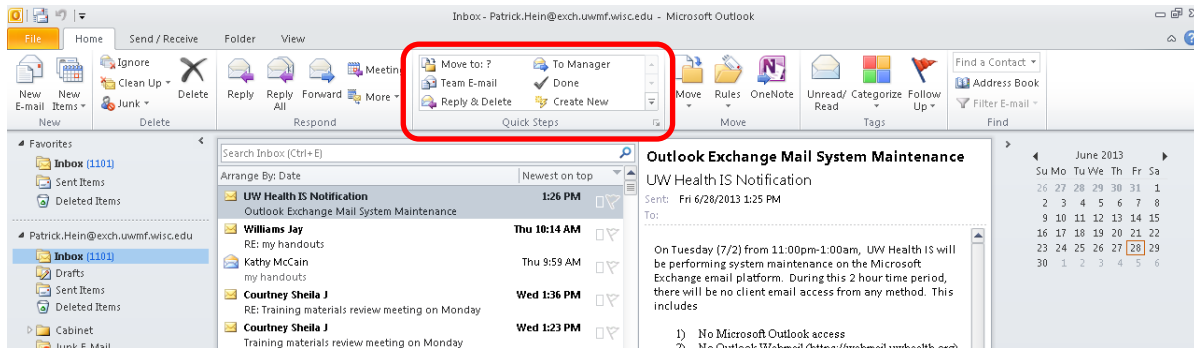 Inbox - Patrick.Hein@exch.uwmf.wisc.edu - Microsoft Outlook
File Home Send / Receive Folder View
New E-mail
New Items
New
Ignore
Clean Up
Junk
Delete
Delete
Reply
Reply All
Forward
Meeting
More
Respond
Move to: ?
Team E-mail
Reply & Delete
To Manager
Done
Create New
Quick Steps
Move
Rules
OneNote
Move
Unread/ Read
Categorize
Follow Up
Tags
Find a Contact
Address Book
Filter E-mail
Find
Favorites
Inbox (1101)
Sent Items
Deleted Items
Patrick.Hein@exch.uwmf.wisc.edu
Inbox (1101)
Drafts
Sent Items
Deleted Items
Cabinet
Junk E-Mail
Search Inbox (Ctrl+E)
Arrange By: Date Newest on top
UW Health IS Notification 1:26 PM
Outlook Exchange Mail System Maintenance
Williams Jay Thu 10:14 AM
RE: my handouts
Kathy McCain Thu 9:59 AM
my handouts
Courtney Sheila J Wed 1:36 PM
RE: Training materials review meeting on Monday
Courtney Sheila J Wed 1:23 PM
Training materials review meeting on Monday
Outlook Exchange Mail System Maintenance
UW Health IS Notification
Sent: Fri 6/28/2013 1:25 PM
To:
On Tuesday (7/2) from 11:00pm-1:00am, UW Health IS will
be performing system maintenance on the Microsoft
Exchange email platform. During this 2 hour time period,
there will be no client email access from any method. This
includes
1) No Microsoft Outlook access
2) No Outlook Webmail (https://webmail.uwhealth.org)
June 2013
Su Mo Tu We Th Fr Sa
26 27 28 29 30 31 1
2 3 4 5 6 7 8
9 10 11 12 13 14 15
16 17 18 19 20 21 22
23 24 25 26 27 28 29
30 1 2 3 4 5 6